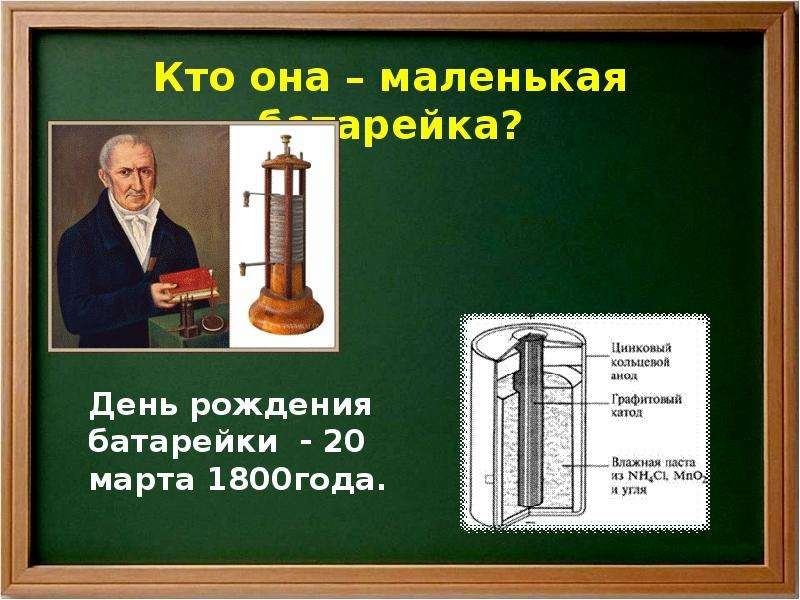 Кто она – маленькая
батарейка?
Цинковый
кольцевой
анод
Графитовый
катод
Влажная паста
из NH₄Cl, MnO₂
и угля
День рождения
батарейки - 20
марта 1800года.